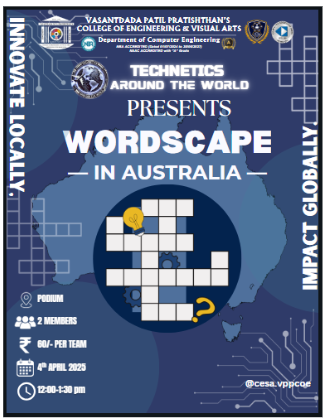 VASANTDADA PATIL PRATISHTHAN'S
COLLEGE OF ENGINEERING & VISUAL ARTS
Department of Computer Engineering
TECHNETICS
AROUND THE WORLD
PRESENTS
WORDSCAPE
IN AUSTRALIA
INNOVATE LOCALLY.
IMPACT GLOBALLY.
PODIUM
2 MEMBERS
₹ 60/- PER TEAM
4th APRIL 2025
12:00-1:30 pm
@cesa.vppcoe